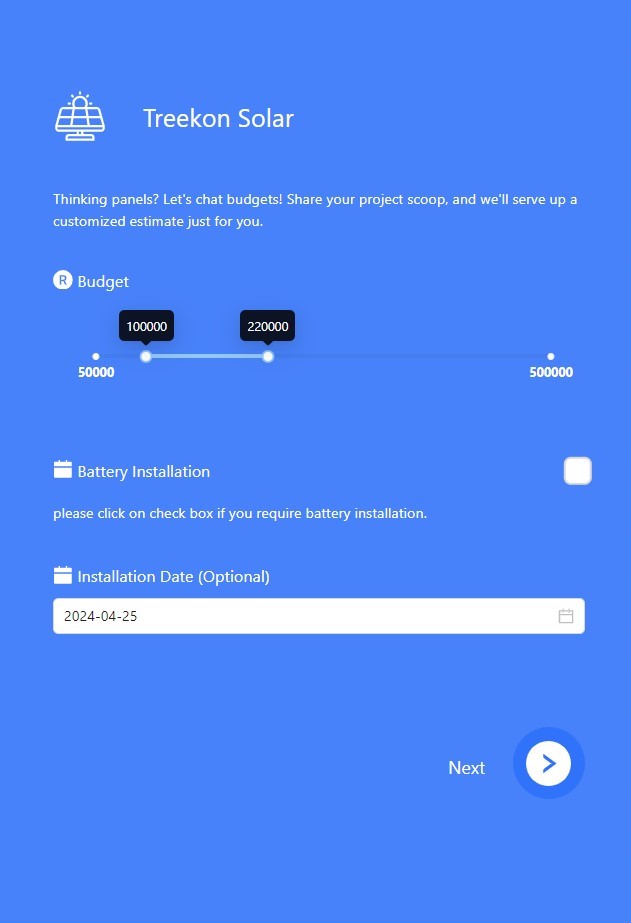 Treekon Solar
Thinking panels? Let's chat budgets! Share your project scoop, and we'll serve up a
customized estimate just for you.
R Budget
100000 220000
50000 500000
Battery Installation
please click on check box if you require battery installation.
Installation Date (Optional)
2024-04-25
Next